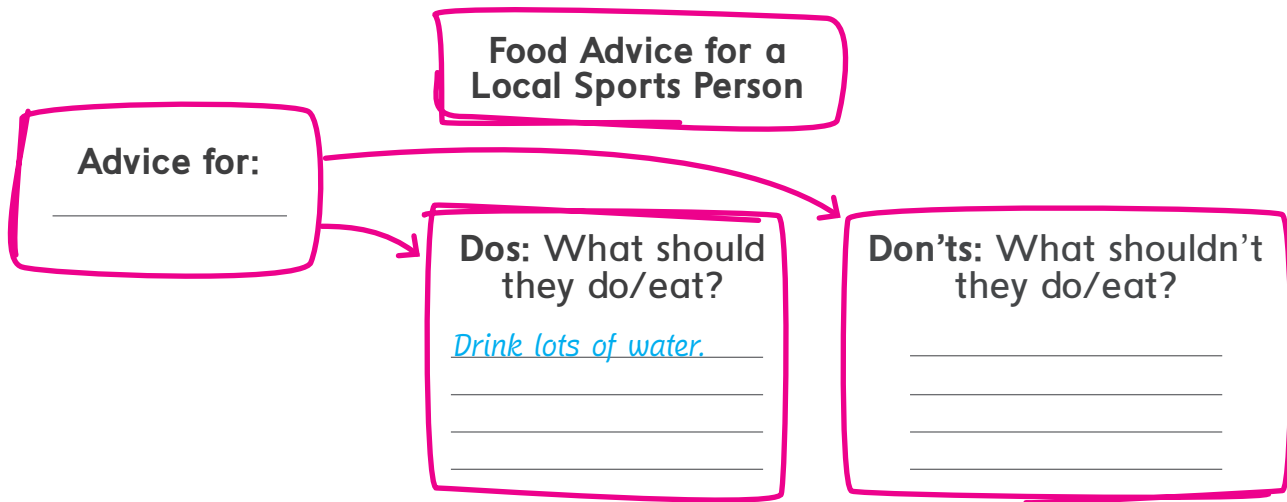 Food Advice for a
Local Sports Person
Advice for:
Dos: What should
they do/eat?
Drink lots of water.
Don'ts: What shouldn't
they do/eat?